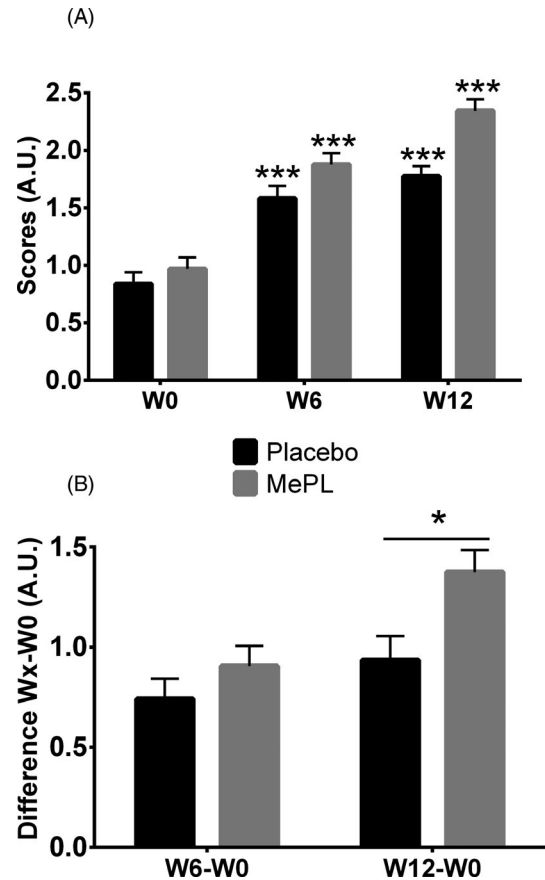 (A)
Scores (A.U.)
2.5
2.0
1.5
1.0
0.5
0.0
*** *** *** ***
W0 W6 W12
Placebo
MePL
(B)
Difference Wx-W0 (A.U.)
1.5
1.0
0.5
0.0
*
W6-W0 W12-W0